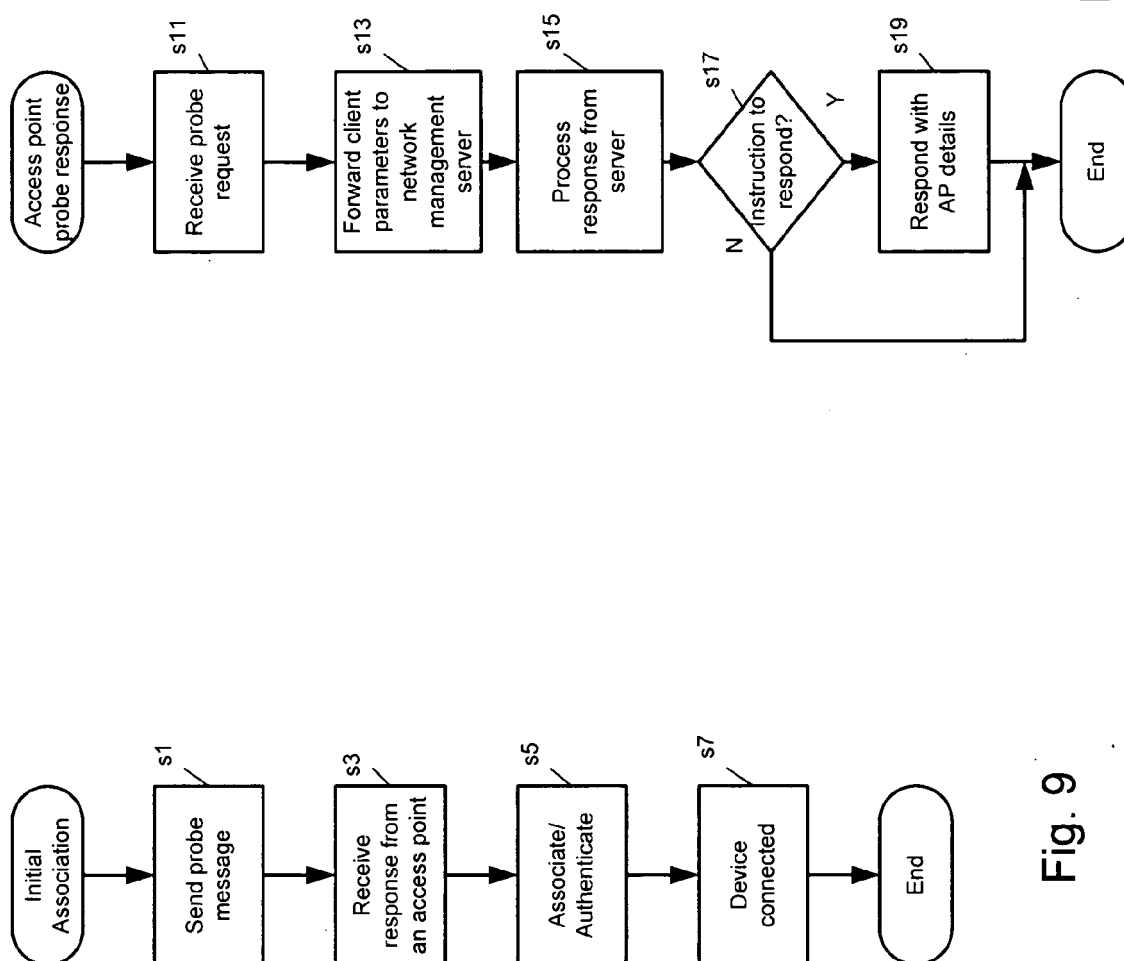 Initial
Association
s1
Send probe
message
s3
Receive
response from
an access point
s5
Associate/
Authenticate
s7
Device
connected
End
Fig. 9
Access point
probe response
s11
Receive probe
request
s13
Forward client
parameters to
network
management
server
s15
Process
response from
server
s17
Instruction to
respond?
N
Y
s19
Respond with
AP details
End